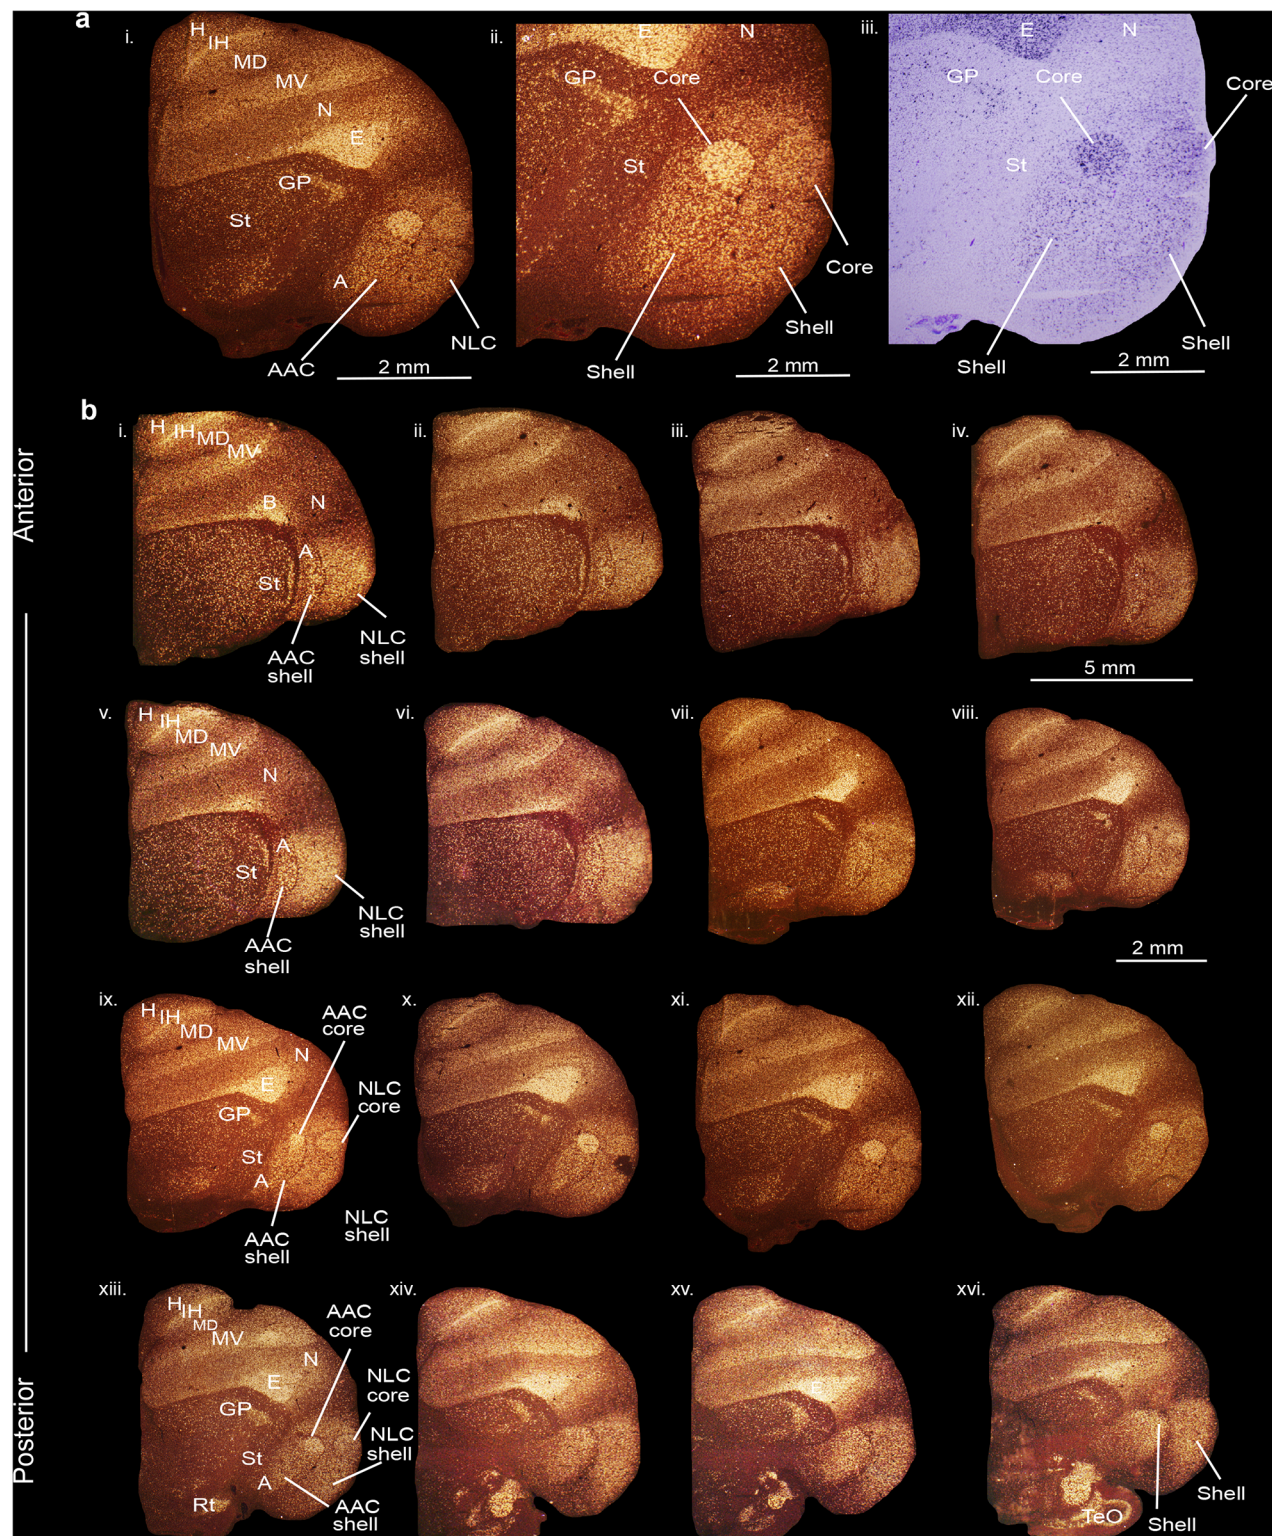 a
i.
H
IH
MD
MV
N
E
GP
St
A
AAC
NLC
2 mm
ii.
E
N
GP
Core
St
Core
Shell
Shell
2 mm
iii.
E
N
GP
Core
Core
St
Shell
Shell
2 mm
b
Anterior
Posterior
i.
H
IH
MD
MV
B
N
A
St
NLC
shell
AAC
shell
ii.
iii.
iv.
5 mm
v.
H
IH
MD
MV
N
A
St
NLC
shell
AAC
shell
vi.
vii.
viii.
2 mm
ix.
H
IH
MD
MV
N
AAC
core
E
NLC
core
GP
St
A
NLC
shell
AAC
shell
x.
xi.
xii.
xiii.
H
IH
MD
MV
AAC
core
N
E
NLC
core
GP
NLC
shell
St
A
Rt
AAC
shell
xiv.
xv.
E
xvi.
Shell
TeO
Shell